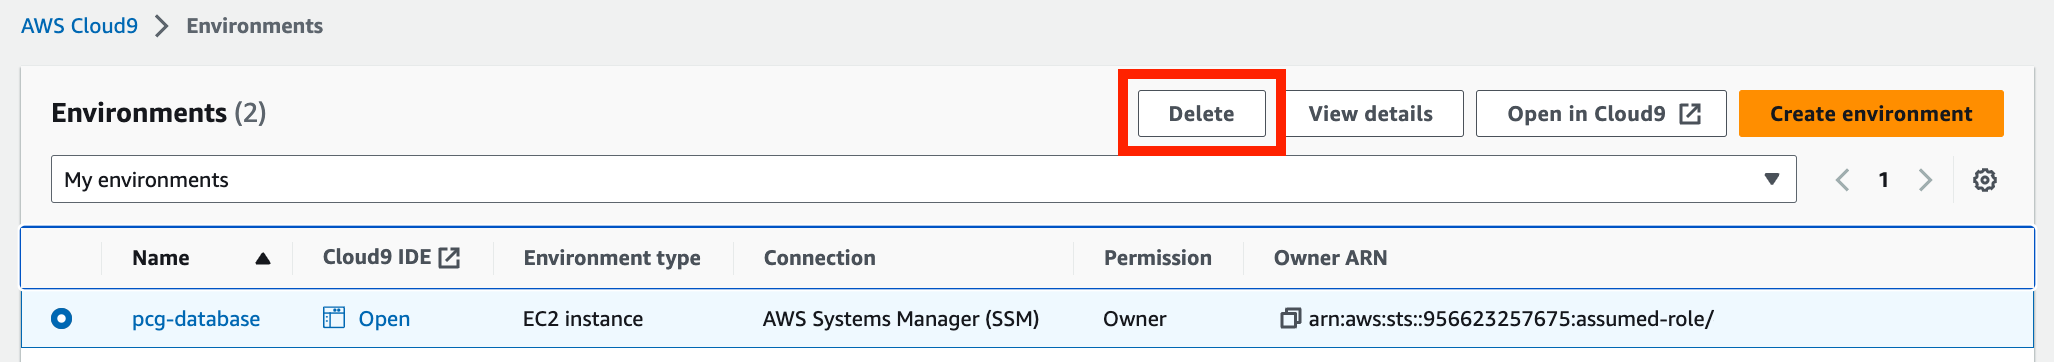 AWS Cloud9 > Environments
Environments (2)
Delete
View details
Open in Cloud9
Create environment
My environments
1
Name Cloud9 IDE Environment type Connection Permission Owner ARN
pcg-database Open EC2 instance AWS Systems Manager (SSM) Owner arn:aws:sts::956623257675:assumed-role/